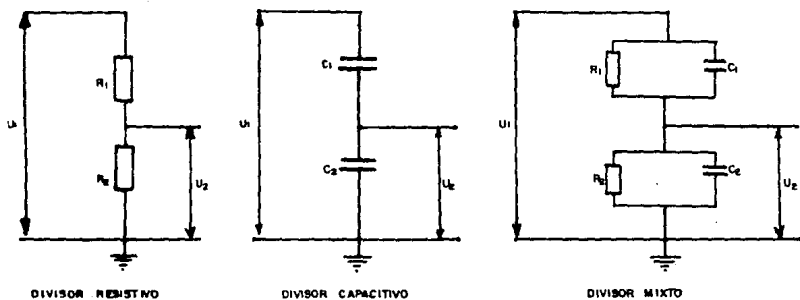 R1
U1
R2
U2
DIVISOR RESISTIVO
C1
U1
C2
U2
DIVISOR CAPACITIVO
R1
C1
U1
R2
C2
U2
DIVISOR MIXTO